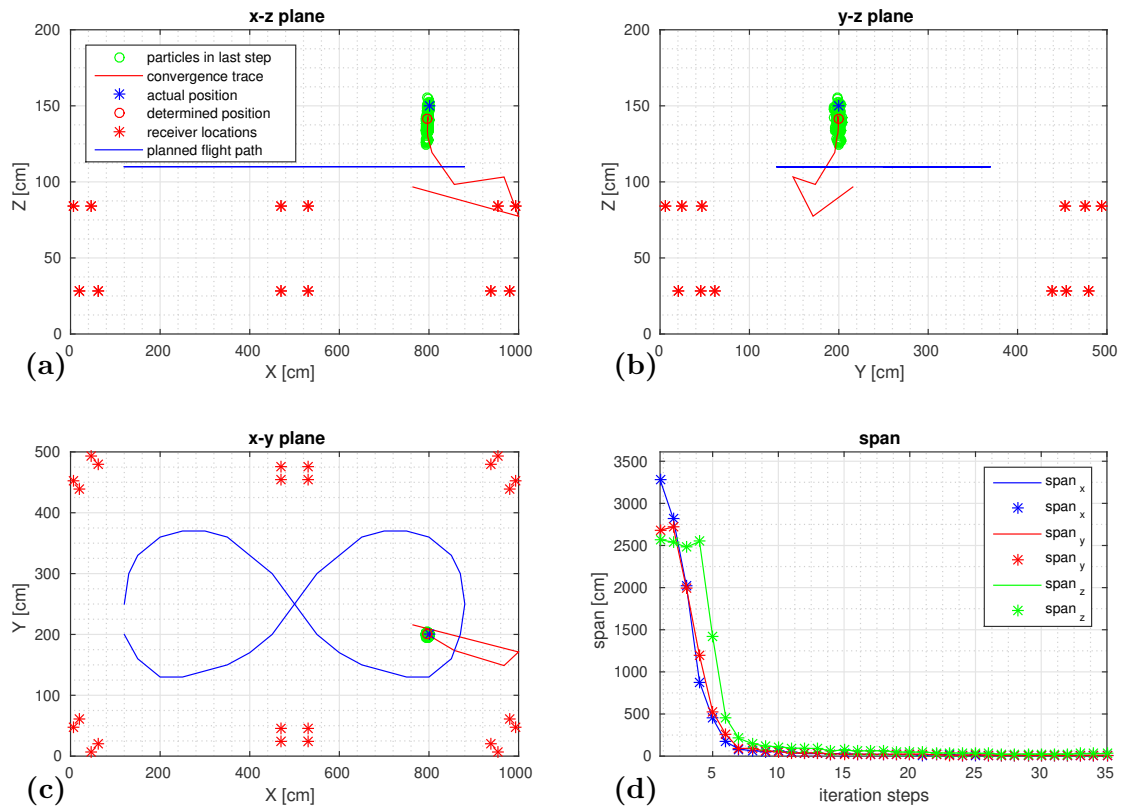 x-z plane
200
150
100
50
0
Z [cm]
particles in last step
convergence trace
actual position
determined position
receiver locations
planned flight path
0
200
400
600
800
1000
X [cm]
(a)
y-z plane
200
150
100
50
0
Z [cm]
0
100
200
300
400
500
Y [cm]
(b)
x-y plane
500
400
300
200
100
0
Y [cm]
0
200
400
600
800
1000
X [cm]
(c)
span
3500
3000
2500
2000
1500
1000
500
0
span [cm]
span x
span x
span y
span y
span z
span z
5
10
15
20
25
30
35
iteration steps
(d)